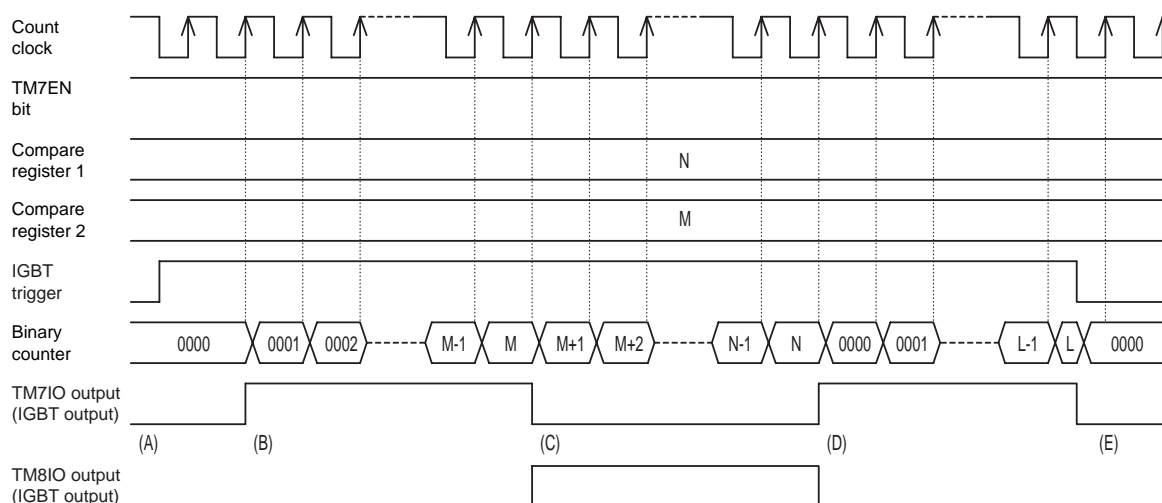 Count
clock
TM7EN
bit
Compare
register 1
N
Compare
register 2
M
IGBT
trigger
Binary
counter
0000 0001 0002 M-1 M M+1 M+2 N-1 N 0000 0001 L-1 L 0000
TM7IO output
(IGBT output)
(A) (B) (C) (D) (E)
TM8IO output
(IGBT output)